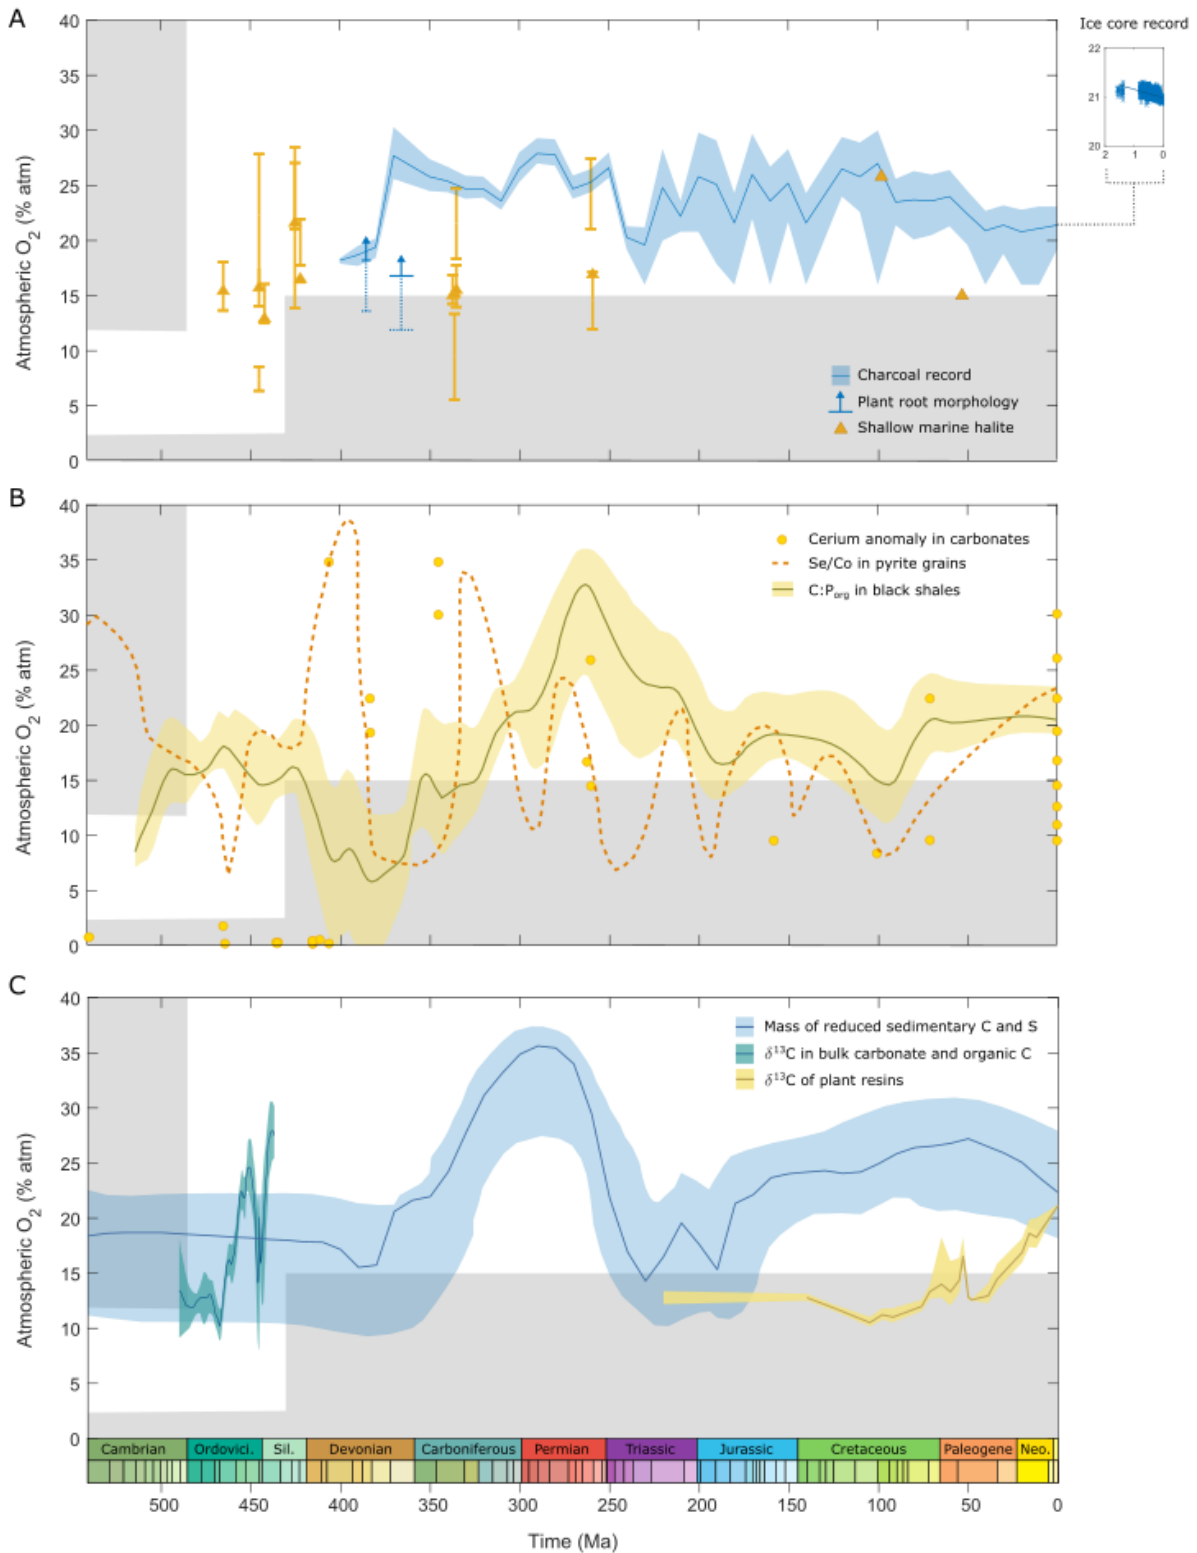 A
Ice core record
40
35
30
25
20
15
10
5
0
Atmospheric O2 (% atm)
22
21
20
2 1 0
Charcoal record
Plant root morphology
Shallow marine halite
B
40
35
30
25
20
15
10
5
0
Atmospheric O2 (% atm)
Cerium anomaly in carbonates
Se/Co in pyrite grains
C:Porg in black shales
C
40
35
30
25
20
15
10
5
0
Atmospheric O2 (% atm)
Mass of reduced sedimentary C and S
δ13C in bulk carbonate and organic C
δ13C of plant resins
Cambrian Ordovici. Sil. Devonian Carboniferous Permian Triassic Jurassic Cretaceous Paleogene Neo.
500 450 400 350 300 250 200 150 100 50 0
Time (Ma)